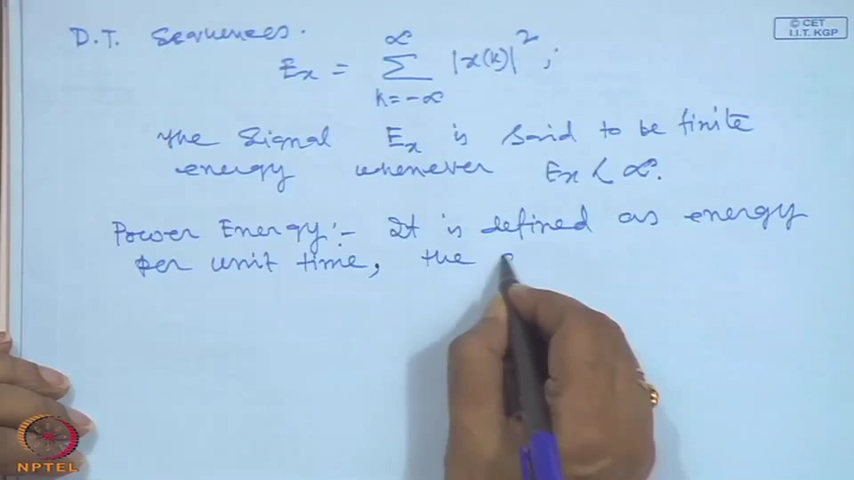 D.T. Sequences.
© CET
I.I.T. KGP
Ex = ∞ Σ k=-∞ |x(k)|²;
The Signal Ex is Said to be finite
energy whenever Ex < ∞.
Power Energy:- It is defined as energy
per unit time, the
NPTEL